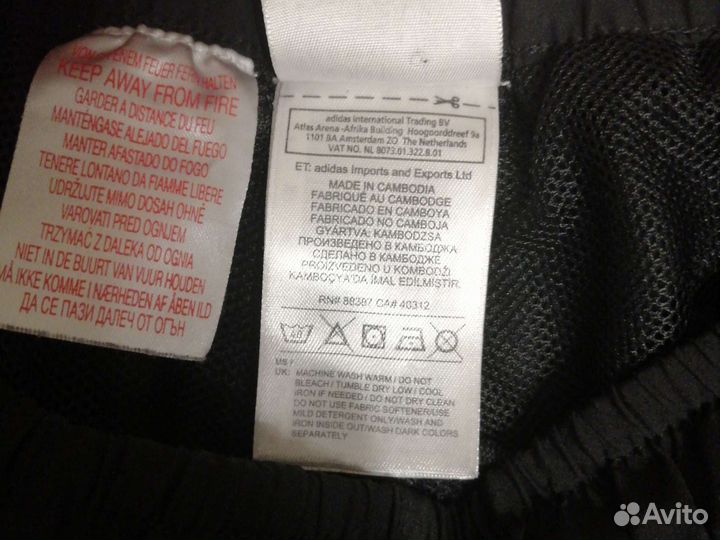 VOM OFFENEM FEUER FERNHALTEN
KEEP AWAY FROM FIRE
GARDER A DISTANCE DU FEU
MANTÉNGASE ALEJADO DEL FUEGO
MANTER AFASTADO DO FOGO
TENERE LONTANO DA FIAMME LIBERE
UDRŽUJTE MIMO DOSAH OHNĚ
VAROVATI PRED OGNJEM
TRZYMAĆ Z DALEKA OD OGNIA
NIET IN DE BUURT VAN VUUR HOUDEN
MÅ IKKE KOMME I NÆRHEDEN AF ÅBEN ILD
ДА СЕ ПАЗИ ДАЛЕЧ ОТ ОГЪН
adidas International Trading BV
Atlas Arena -Afrika Building Hoogoorddreef 9a
1101 BA Amsterdam ZO The Netherlands
VAT NO. NL 8073.01.322.B.01
ET: adidas Imports and Exports Ltd
MADE IN CAMBODIA
FABRIQUÉ AU CAMBODGE
FABRICADO EN CAMBOYA
FABRICADO NO CAMBOJA
GYÁRTVA: KAMBODZSA
ПРОИЗВЕДЕНО В КАМБОДЖА
СДЕЛАНО В КАМБОДЖЕ
PROIZVEDENO U KOMBODŽI
KAMBOÇYA'DA İMAL EDİLMİŞTİR.
RN# 88387 CA# 40312
US /
UK: MACHINE WASH WARM / DO NOT
BLEACH / TUMBLE DRY LOW / COOL
IRON IF NEEDED / DO NOT DRY CLEAN
DO NOT USE FABRIC SOFTENER/USE
MILD DETERGENT ONLY/WASH AND
IRON INSIDE OUT/WASH DARK COLORS
SEPARATELY
Avito